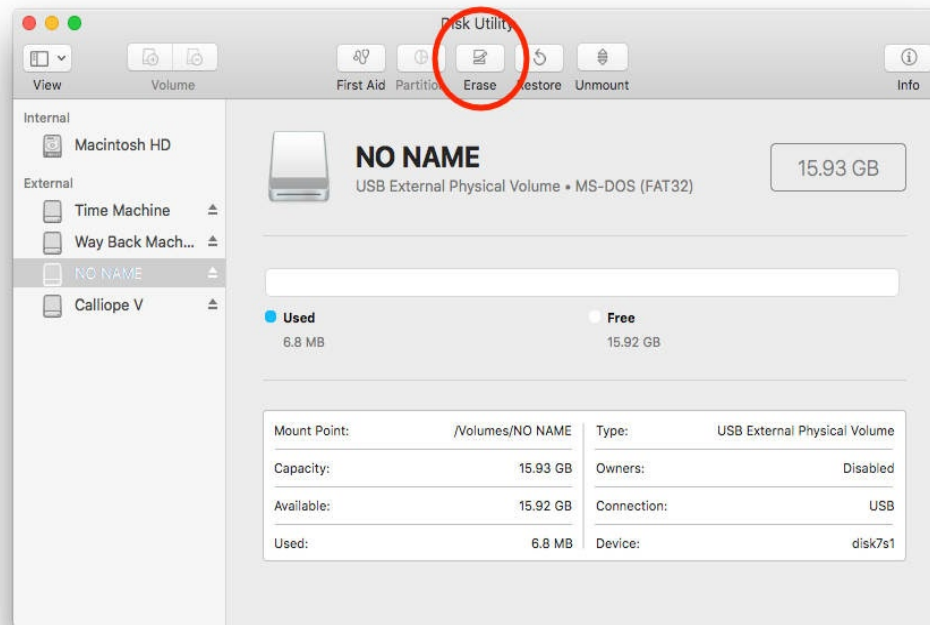 Disk Utility
View
Volume
First Aid
Partition
Erase
Restore
Unmount
Info
Internal
Macintosh HD
External
Time Machine
Way Back Mach...
NO NAME
Calliope V
NO NAME
USB External Physical Volume • MS-DOS (FAT32)
15.93 GB
Used
6.8 MB
Free
15.92 GB
Mount Point: /Volumes/NO NAME
Capacity: 15.93 GB
Available: 15.92 GB
Used: 6.8 MB
Type: USB External Physical Volume
Owners: Disabled
Connection: USB
Device: disk7s1